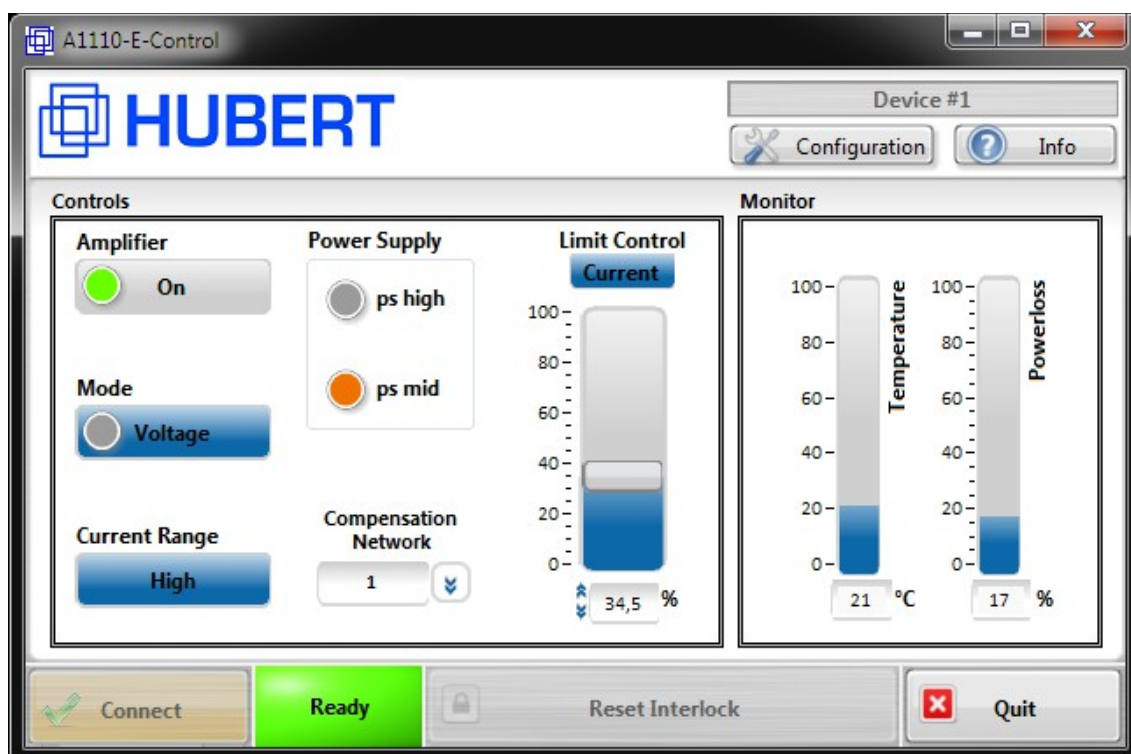 A1110-E-Control
HUBERT
Device #1
Configuration
Info
Controls
Amplifier
On
Mode
Voltage
Current Range
High
Power Supply
ps high
ps mid
Compensation
Network
1
Limit Control
Current
100
80
60
40
20
0
34,5 %
Monitor
100
80
60
40
20
0
Temperature
21 °C
100
80
60
40
20
0
Powerloss
17 %
Connect
Ready
Reset Interlock
Quit